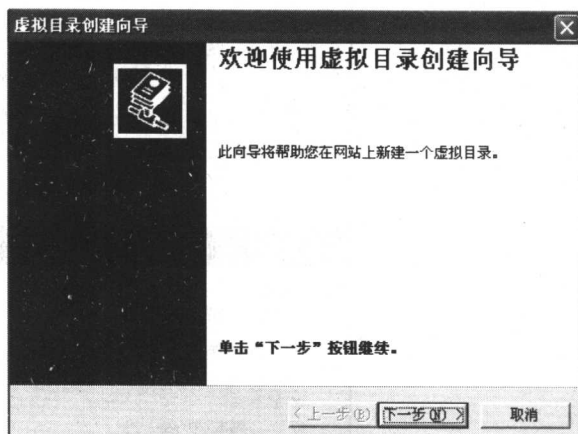 虚拟目录创建向导
欢迎使用虚拟目录创建向导
此向导将帮助您在网站上新建一个虚拟目录。
单击“下一步”按钮继续。
< 上一步(B) 下一步(N) > 取消